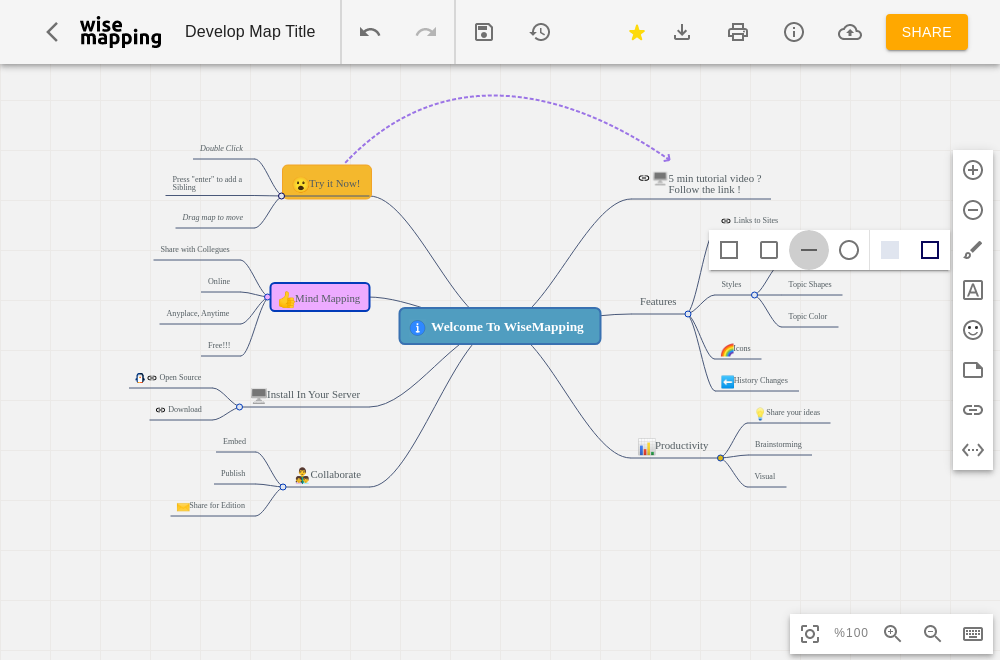 wise
mapping
Develop Map Title
SHARE
Double Click
Press "enter" to add a
Sibling
Drag map to move
Try it Now!
5 min tutorial video ?
Follow the link !
Links to Sites
Share with Collegues
Online
Anyplace, Anytime
Free!!!
Mind Mapping
Welcome To WiseMapping
Features
Styles
Topic Shapes
Topic Color
Icons
History Changes
Open Source
Download
Install In Your Server
Embed
Publish
Share for Edition
Collaborate
Productivity
Share your ideas
Brainstorming
Visual
%100